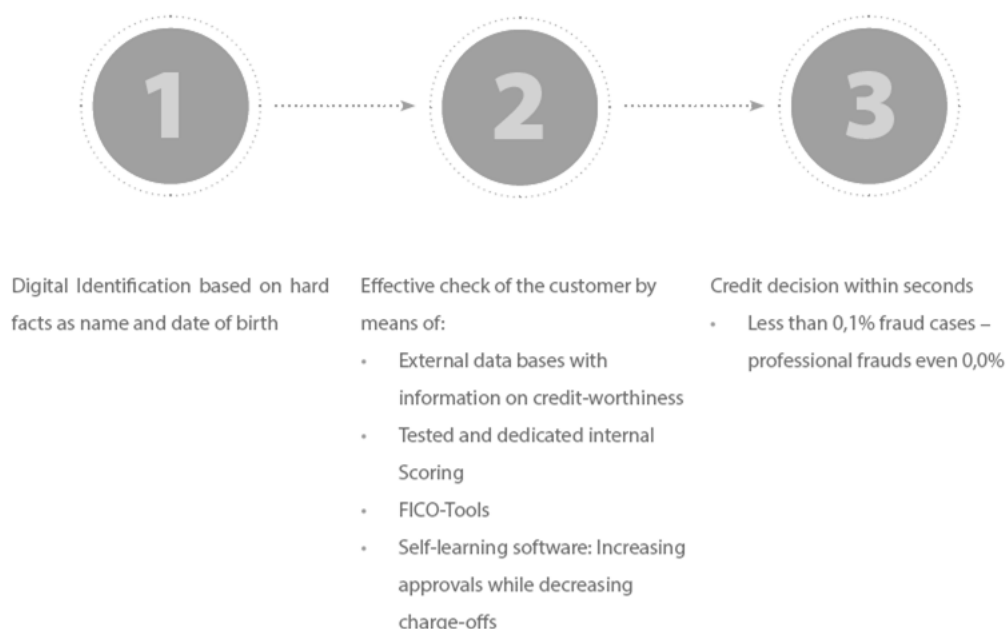 1
2
3
Digital Identification based on hard
facts as name and date of birth
Effective check of the customer by
means of:
• External data bases with
information on credit-worthiness
• Tested and dedicated internal
Scoring
• FICO-Tools
• Self-learning software: Increasing
approvals while decreasing
charge-offs
Credit decision within seconds
• Less than 0,1% fraud cases –
professional frauds even 0,0%